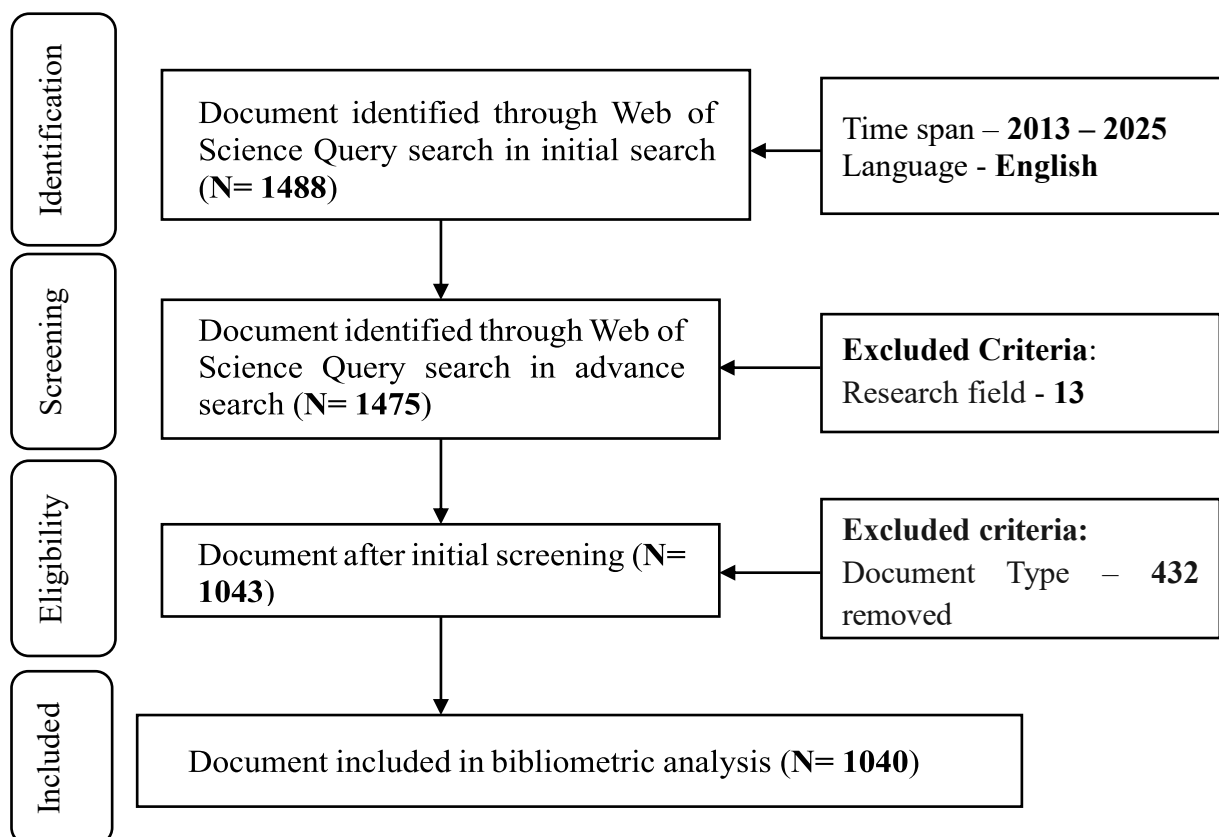 Identification
Document identified through Web of
Science Query search in initial search
(N= 1488)
Time span – 2013 – 2025
Language - English
Screening
Document identified through Web of
Science Query search in advance
search (N= 1475)
Excluded Criteria:
Research field - 13
Eligibility
Document after initial screening (N=
1043)
Excluded criteria:
Document Type – 432
removed
Included
Document included in bibliometric analysis (N= 1040)